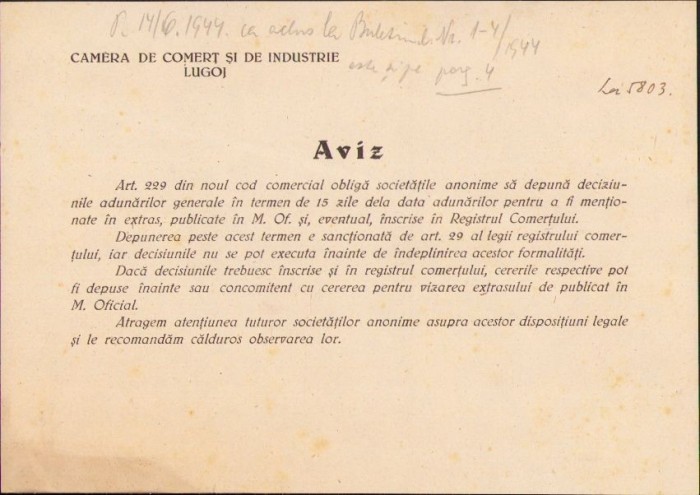 P. 14/6.1944. ca adus la Buletinul Nr. 1-4/1944
este și pe pag. 4
CAMERA DE COMERȚ ȘI DE INDUSTRIE
LUGOJ
Lei 5803.
Aviz
Art. 229 din noul cod comercial obligă societățile anonime să depună deciziu-
nile adunărilor generale în termen de 15 zile dela data adunărilor pentru a fi mențio-
nate în extras, publicate în M. Of. și, eventual, înscrise în Registrul Comerțului.
Depunerea peste acest termen e sancționată de art. 29 al legii registrului comer-
țului, iar decisiunile nu se pot executa înainte de îndeplinirea acestor formalități.
Dacă decisiunile trebuesc înscrise și în registrul comerțului, cererile respective pot
fi depuse înainte sau concomitent cu cererea pentru vizarea extrasului de publicat în
M. Oficial.
Atragem atențiunea tuturor societăților anonime asupra acestor dispozițiuni legale
și le recomandăm călduros observarea lor.